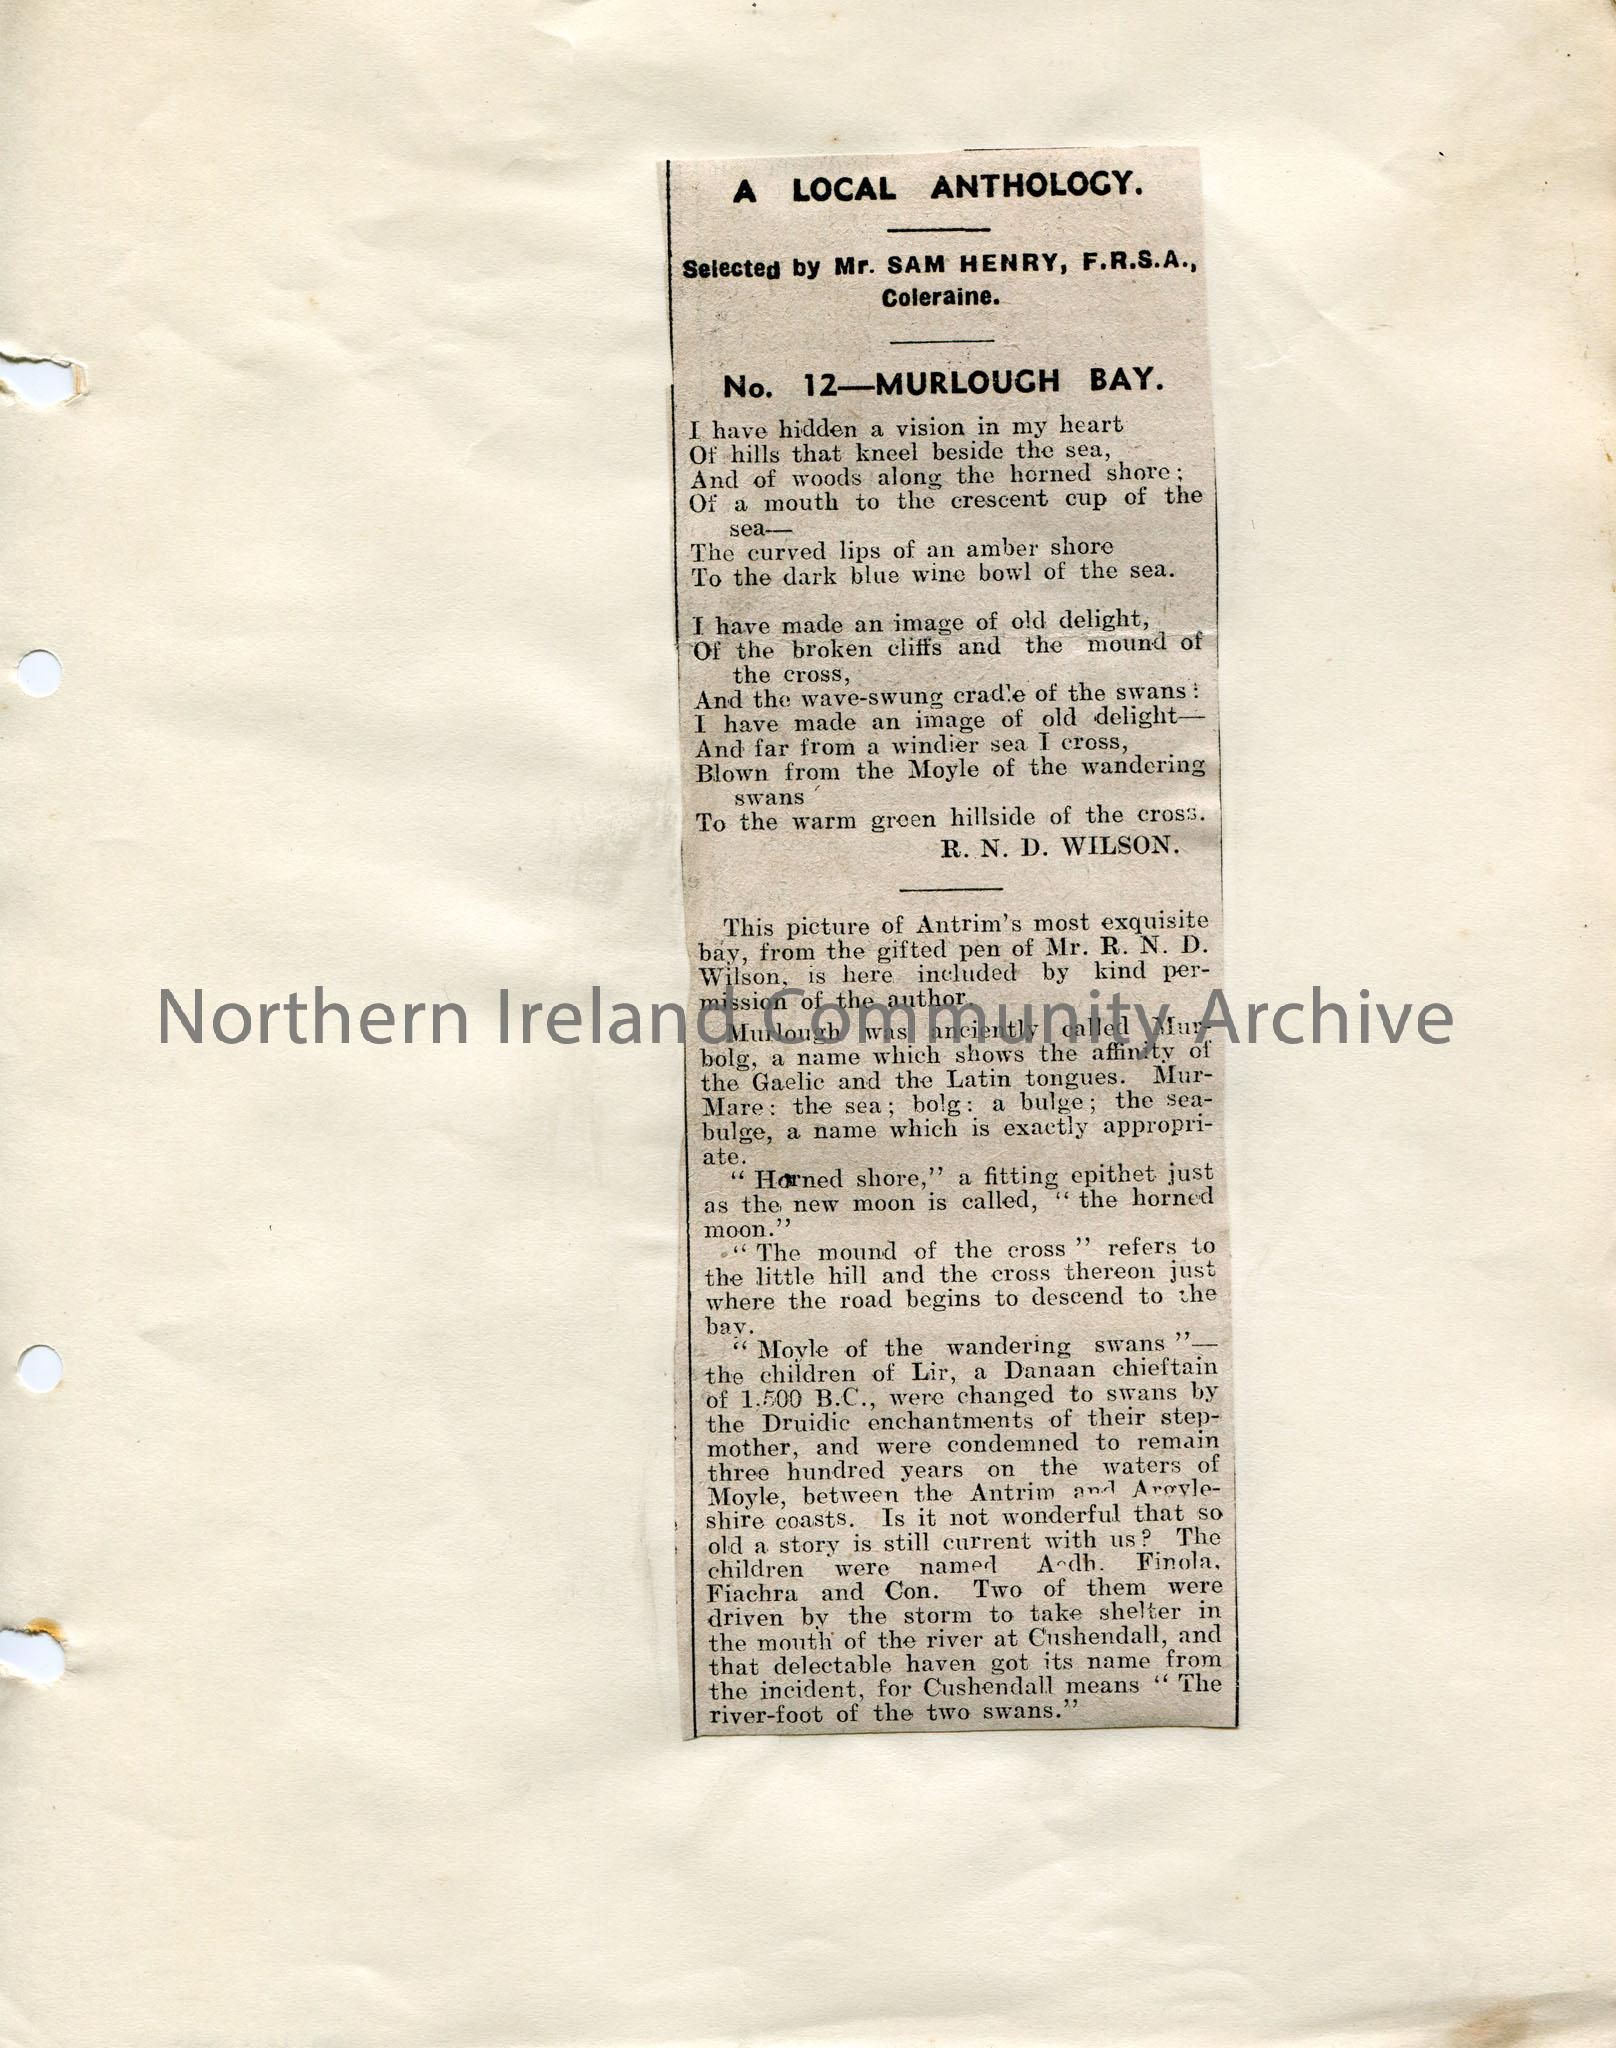 A LOCAL ANTHOLOGY.
Selected by Mr. SAM HENRY, F.R.S.A.,
Coleraine.
No. 12—MURLOUGH BAY.
I have hidden a vision in my heart
Of hills that kneel beside the sea,
And of woods along the horned shore;
Of a mouth to the crescent cup of the
sea—
The curved lips of an amber shore
To the dark blue wine bowl of the sea.
I have made an image of old delight,
Of the broken cliffs and the mound of
the cross,
And the wave-swung cradle of the swans:
I have made an image of old delight—
And far from a windier sea I cross,
Blown from the Moyle of the wandering
swans
To the warm green hillside of the cross.
R. N. D. WILSON.
This picture of Antrim's most exquisite
bay, from the gifted pen of Mr. R. N. D.
Wilson, is here included by kind per-
mission of the author.
Northern Ireland Community Archive
Murlough was anciently called Mur-
bolg, a name which shows the affinity of
the Gaelic and the Latin tongues. Mur-
Mare: the sea; bolg: a bulge; the sea-
bulge, a name which is exactly appropri-
ate.
"Horned shore," a fitting epithet just
as the new moon is called, "the horned
moon."
"The mound of the cross" refers to
the little hill and the cross thereon just
where the road begins to descend to the
bay.
"Moyle of the wandering swans"—
the children of Lir, a Danaan chieftain
of 1,500 B.C., were changed to swans by
the Druidic enchantments of their step-
mother, and were condemned to remain
three hundred years on the waters of
Moyle, between the Antrim and Argyle-
shire coasts. Is it not wonderful that so
old a story is still current with us? The
children were named Aodh, Finola,
Fiachra and Con. Two of them were
driven by the storm to take shelter in
the mouth of the river at Cushendall, and
that delectable haven got its name from
the incident, for Cushendall means "The
river-foot of the two swans."